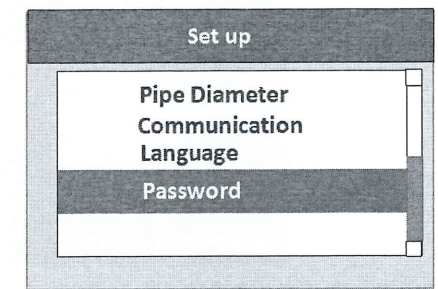 Set up
Pipe Diameter
Communication
Language
Password